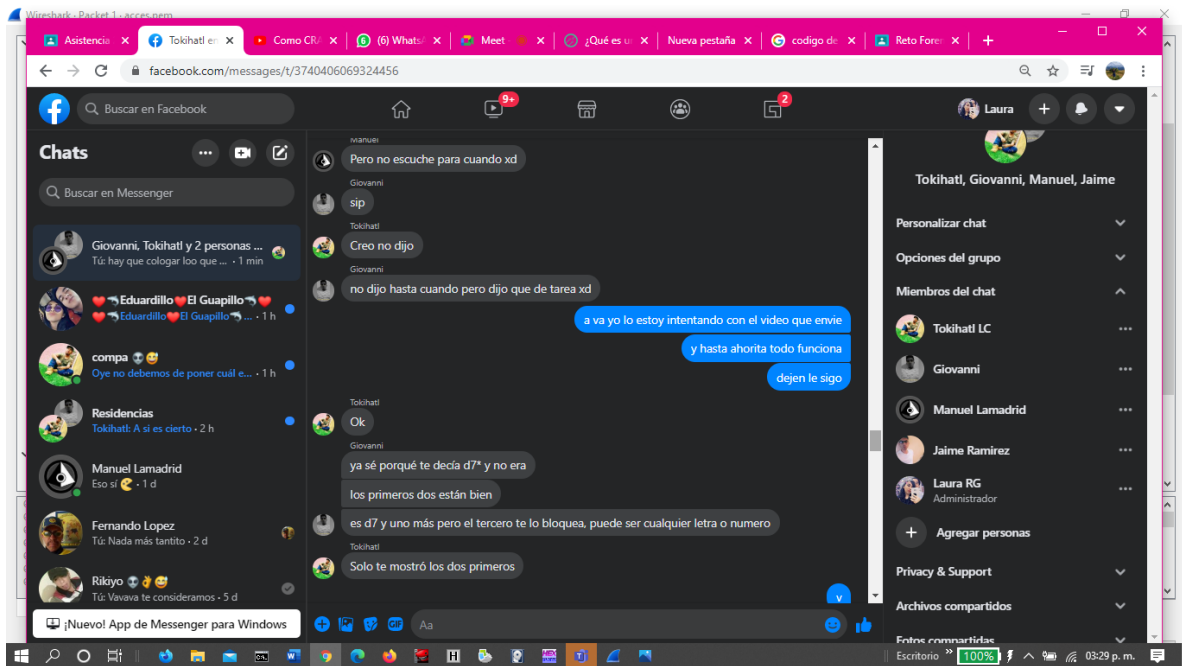 Wireshark · Packet 1 · acces.pem
Asistencia
Tokihatl en
Como CRA
(6) WhatsA
Meet -
¿Qué es u
Nueva pestaña
codigo de
Reto Foren
facebook.com/messages/t/3740406069324456
Buscar en Facebook
9+
2
Laura
Chats
Buscar en Messenger
Giovanni, Tokihatl y 2 personas ...
Tú: hay que cologar loo que ... · 1 min
Eduardillo❤️El Guapillo
Eduardillo❤️El Guapillo ... · 1 h
compa 👽😅
Oye no debemos de poner cuál e... · 1 h
Residencias
Tokihatl: A si es cierto · 2 h
Manuel Lamadrid
Eso sí · 1 d
Fernando Lopez
Tú: Nada más tantito · 2 d
Rikiyo 👽✌😅
Tú: Vavava te consideramos · 5 d
¡Nuevo! App de Messenger para Windows
Manuel
Pero no escuche para cuando xd
Giovanni
sip
Tokihatl
Creo no dijo
Giovanni
no dijo hasta cuando pero dijo que de tarea xd
a va yo lo estoy intentando con el video que envie
y hasta ahorita todo funciona
dejen le sigo
Tokihatl
Ok
Giovanni
ya sé porqué te decía d7* y no era
los primeros dos están bien
es d7 y uno más pero el tercero te lo bloquea, puede ser cualquier letra o numero
Tokihatl
Solo te mostró los dos primeros
v
GIF
Aa
Tokihatl, Giovanni, Manuel, Jaime
Personalizar chat
Opciones del grupo
Miembros del chat
Tokihatl LC
Giovanni
Manuel Lamadrid
Jaime Ramirez
Laura RG
Administrador
Agregar personas
Privacy & Support
Archivos compartidos
Fotos compartidas
Escritorio
100%
03:29 p. m.